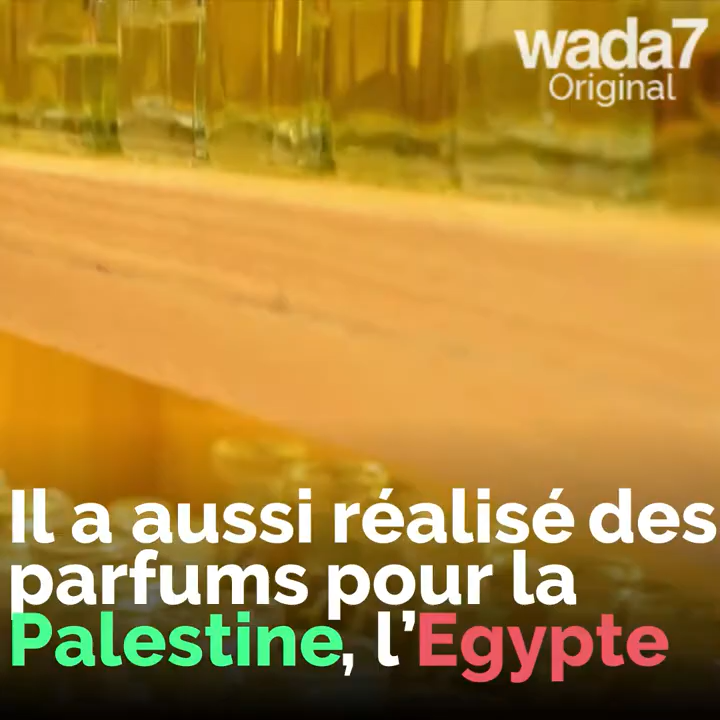 wada7
Original
Il a aussi réalisé des
parfums pour la
Palestine, l’Egypte